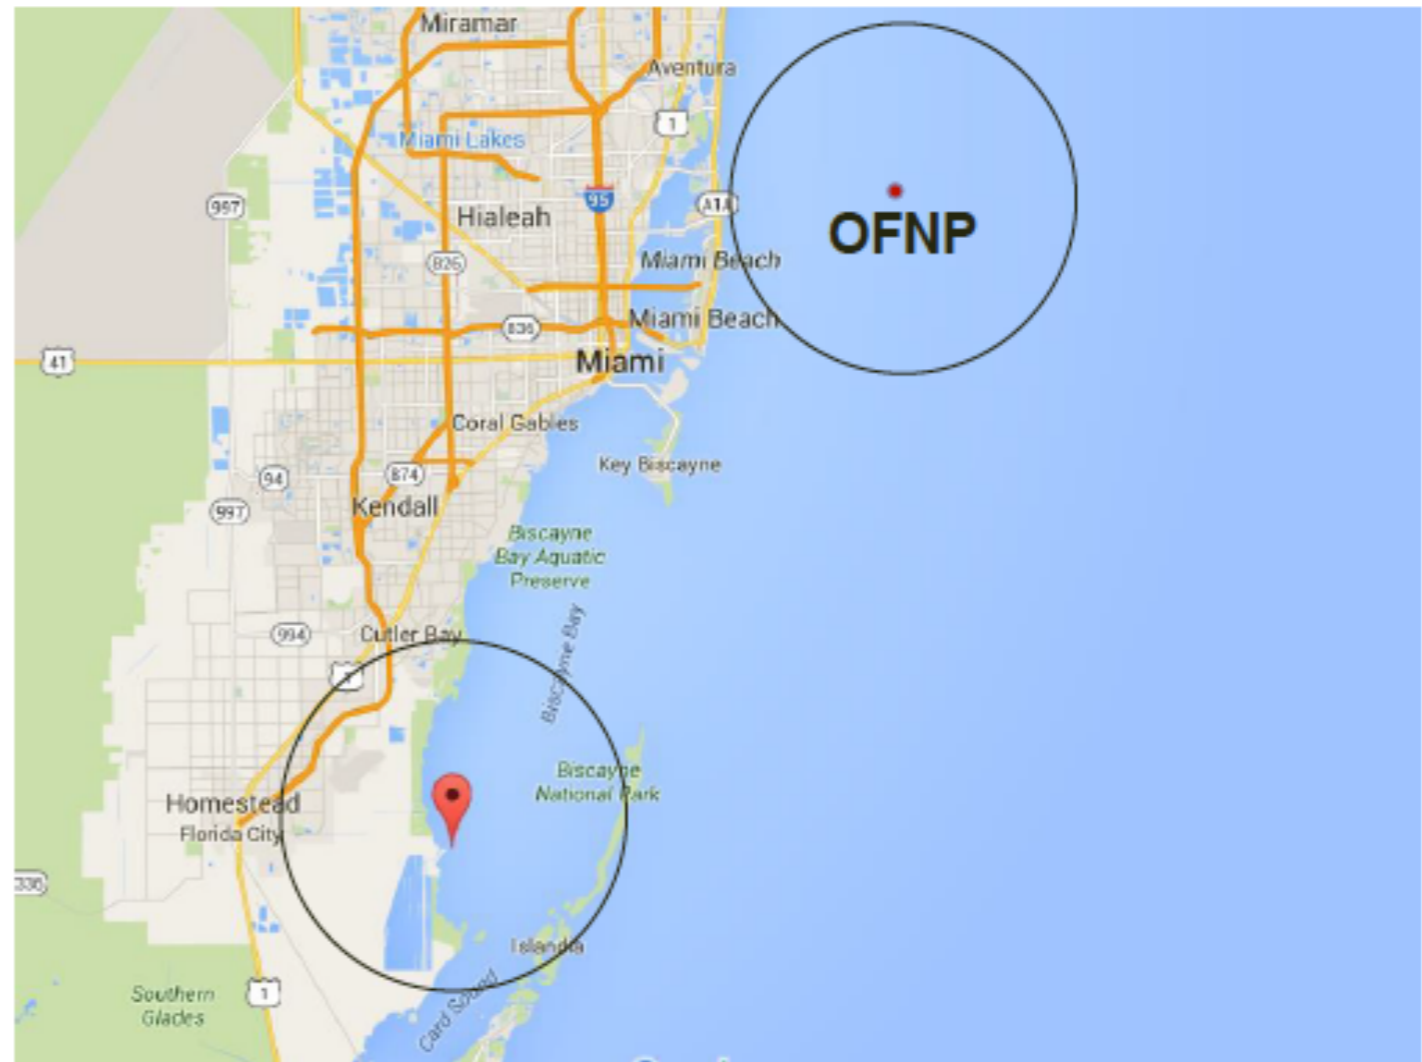 Miramar
Aventura
1
Miami Lakes
997
95
A1A
Hialeah
OFNP
826
Miami Beach
Miami Beach
836
41
Miami
Coral Gables
Key Biscayne
874
94
997
Kendall
Biscayne
Bay Aquatic
Preserve
994
Cutler Bay
Biscayne Bay
Biscayne
National Park
Homestead
Florida City
Islandia
Southern
Glades
1
Card Sound